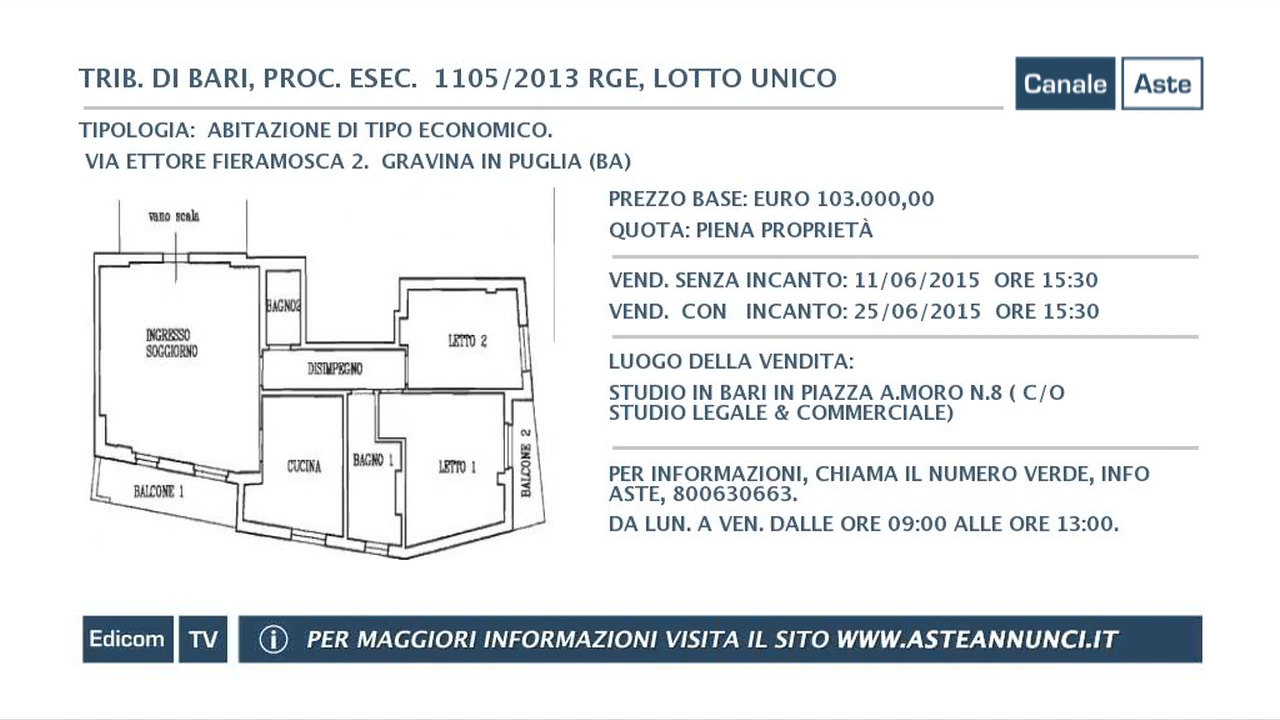 TRIB. DI BARI, PROC. ESEC.  1105/2013 RGE, LOTTO UNICO
Canale Aste
TIPOLOGIA:  ABITAZIONE DI TIPO ECONOMICO.
VIA ETTORE FIERAMOSCA 2.  GRAVINA IN PUGLIA (BA)
vano scala
BAGNO2
INGRESSO
SOGGIORNO
LETTO 2
DISIMPEGNO
CUCINA
BAGNO 1
LETTO 1
BALCONE 2
BALCONE 1
PREZZO BASE: EURO 103.000,00
QUOTA: PIENA PROPRIETÀ
VEND. SENZA INCANTO: 11/06/2015  ORE 15:30
VEND.  CON   INCANTO: 25/06/2015  ORE 15:30
LUOGO DELLA VENDITA:
STUDIO IN BARI IN PIAZZA A.MORO N.8 ( C/O
STUDIO LEGALE & COMMERCIALE)
PER INFORMAZIONI, CHIAMA IL NUMERO VERDE, INFO
ASTE, 800630663.
DA LUN. A VEN. DALLE ORE 09:00 ALLE ORE 13:00.
Edicom TV
PER MAGGIORI INFORMAZIONI VISITA IL SITO WWW.ASTEANNUNCI.IT